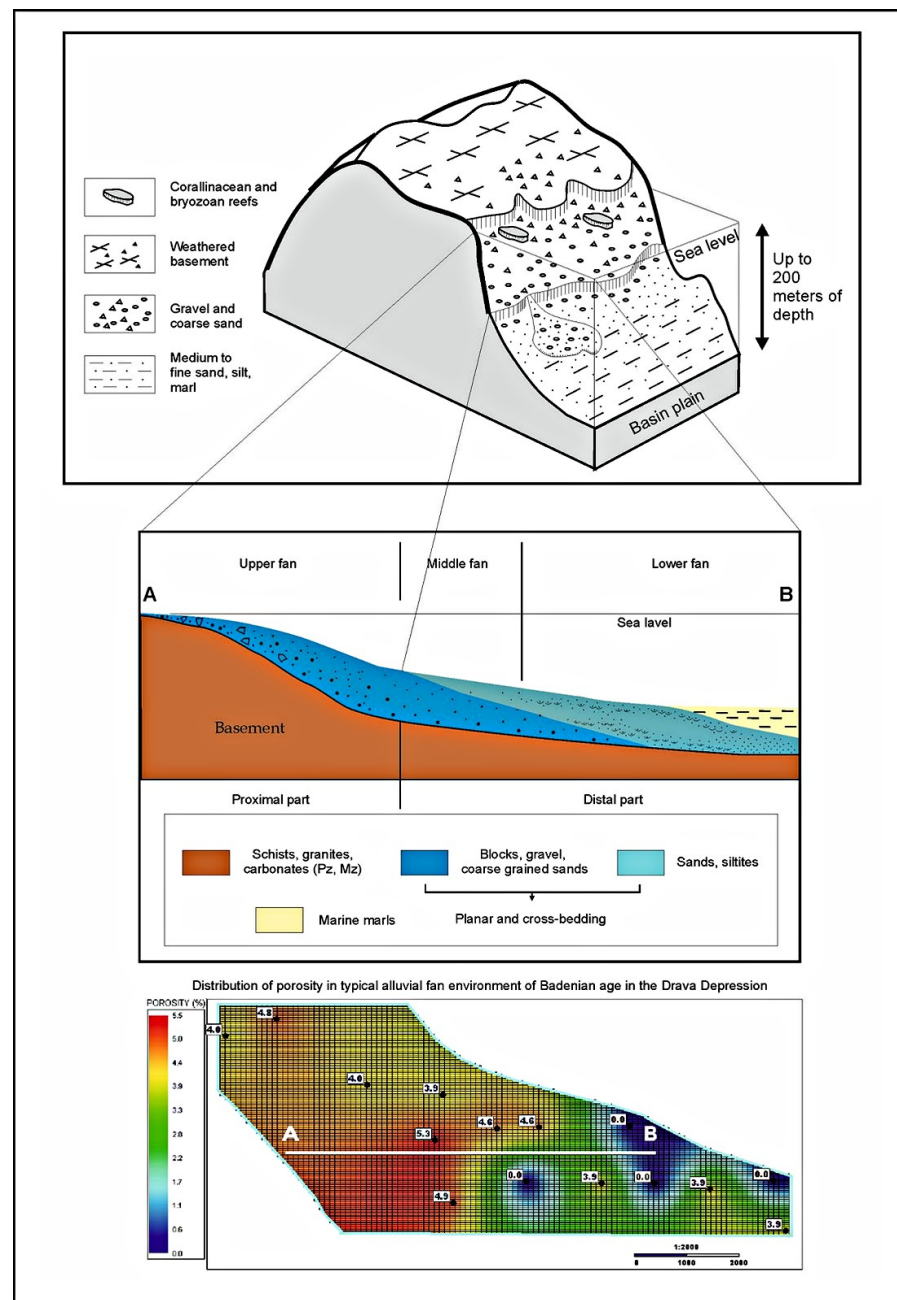 Corallinacean and
bryozoan reefs
Weathered
basement
Gravel and
coarse sand
Medium to
fine sand, silt,
marl
Sea level
Up to
200
meters of
depth
Basin plain
Upper fan
Middle fan
Lower fan
A
B
Sea lavel
Basement
Proximal part
Distal part
Schists, granites,
carbonates (Pz, Mz)
Blocks, gravel,
coarse grained sands
Sands, siltites
Marine marls
Planar and cross-bedding
Distribution of porosity in typical alluvial fan environment of Badenian age in the Drava Depression
POROSITY (%)
5.5
5.0
4.4
3.9
3.3
2.8
2.2
1.7
1.1
0.6
0.0
4.0
4.8
4.0
3.9
4.6
4.6
0.0
5.3
A
B
0.0
3.9
0.0
3.9
0.0
4.9
3.9
1:2000
0 1000 2000